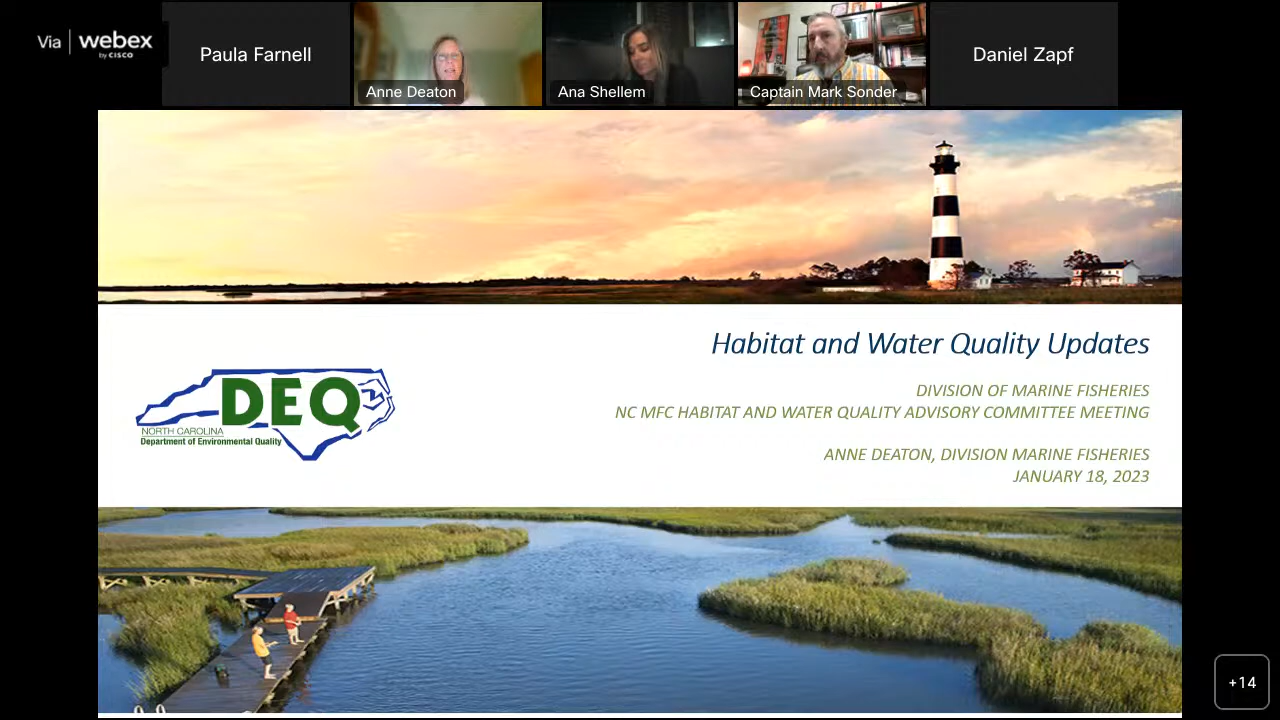 Via webex
by CISCO
Paula Farnell
Anne Deaton
Ana Shellem
Captain Mark Sonder
Daniel Zapf
Habitat and Water Quality Updates
DIVISION OF MARINE FISHERIES
NC MFC HABITAT AND WATER QUALITY ADVISORY COMMITTEE MEETING
ANNE DEATON, DIVISION MARINE FISHERIES
JANUARY 18, 2023
DEQ
NORTH CAROLINA
Department of Environmental Quality
+14